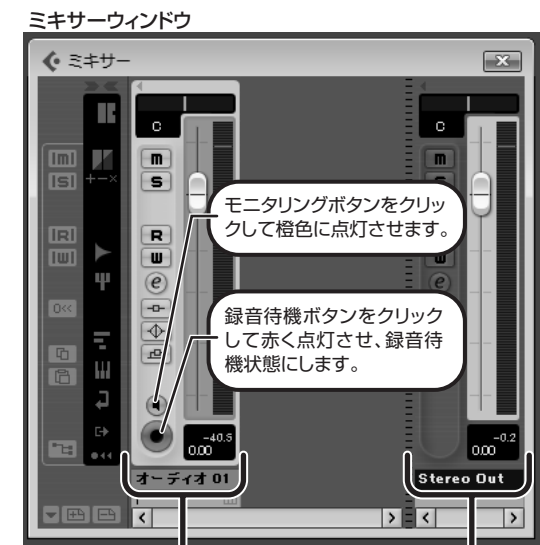 ミキサーウィンドウ
ミキサー
C
C
m
m
S
S
[m]
[S]
+-×
モニタリングボタンをクリッ
クして橙色に点灯させます。
[R]
[W]
R
W
W
e
e
0<<
録音待機ボタンをクリック
して赤く点灯させ、録音待
機状態にします。
-40.5
0.00
-0.2
0.00
オーディオ 01
Stereo Out